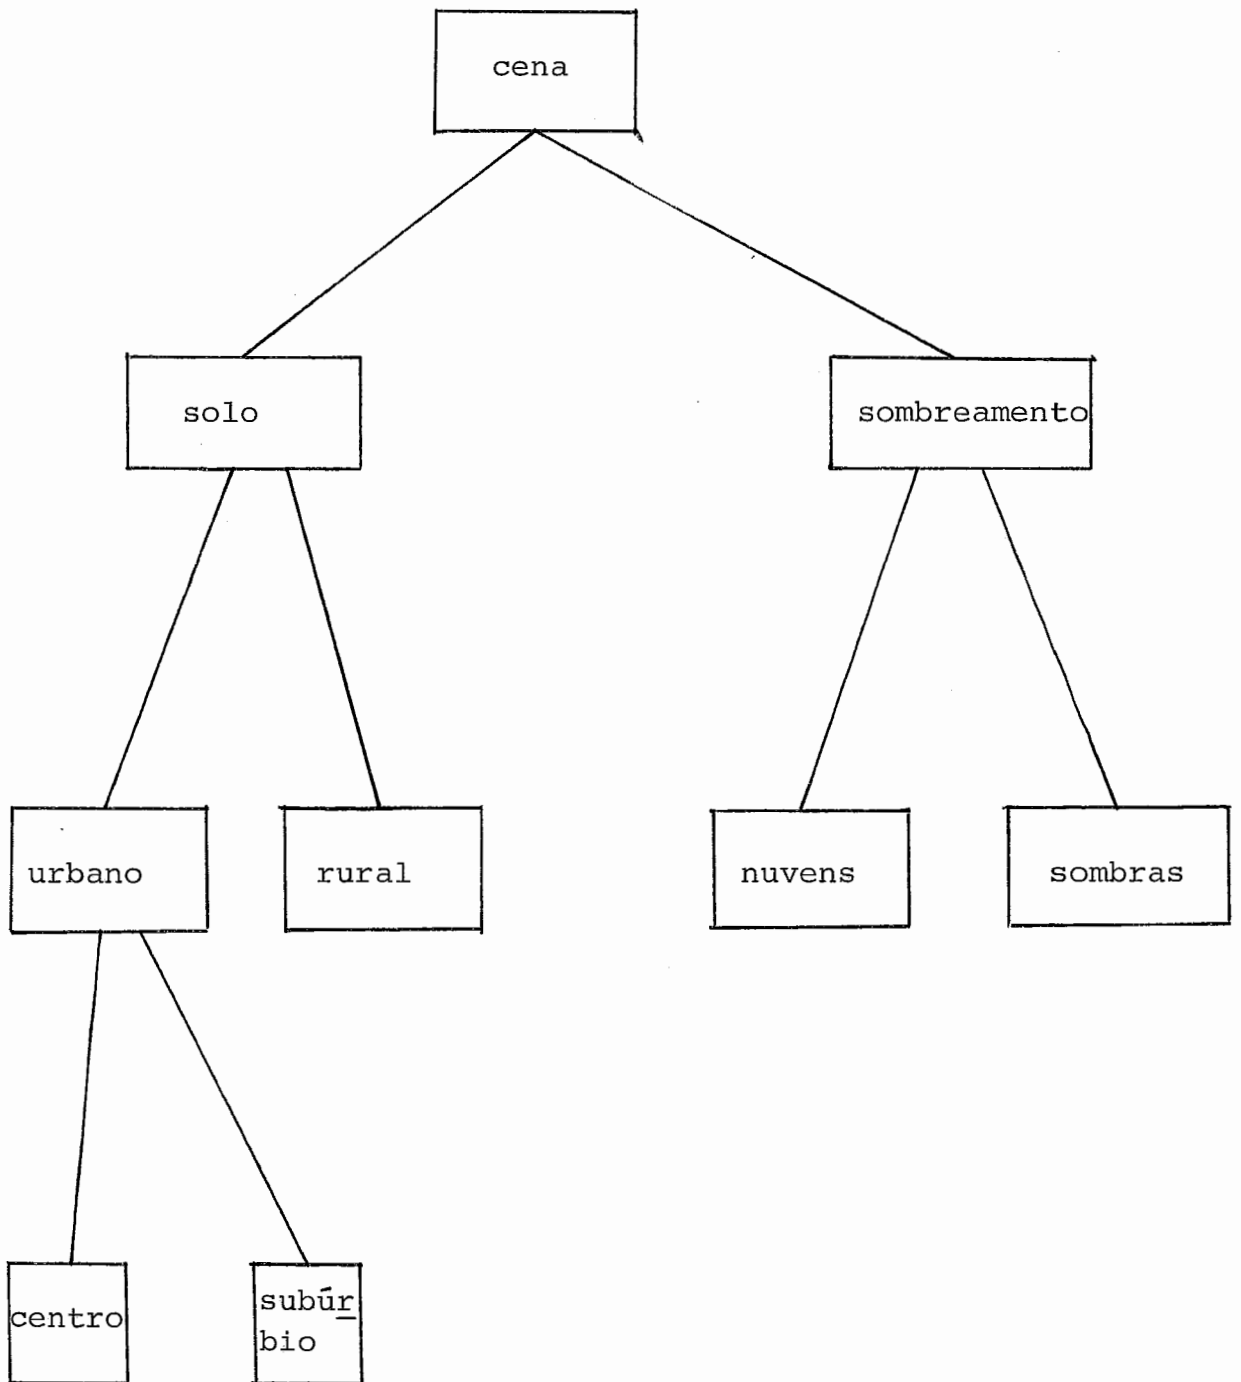 cena
solo
sombreamento
urbano
rural
nuvens
sombras
centro
subúr
bio